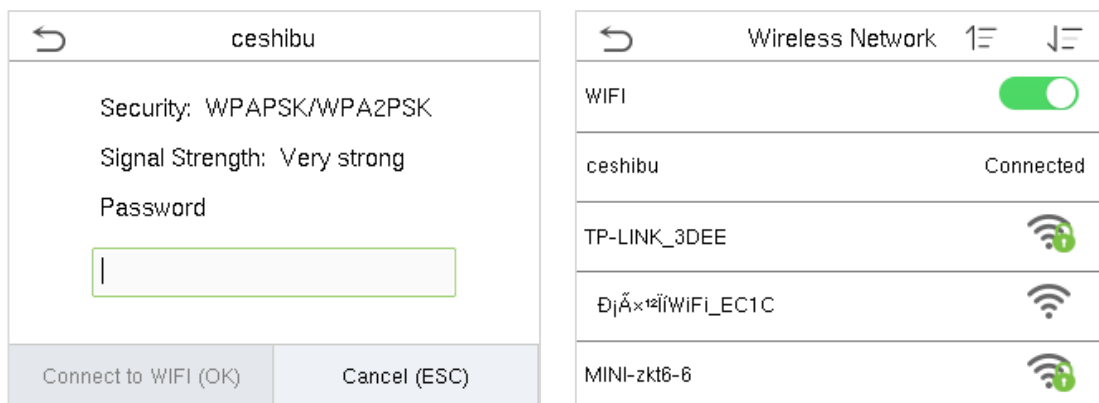 ceshibu
Security: WPAPSK/WPA2PSK
Signal Strength: Very strong
Password
Connect to WIFI (OK)
Cancel (ESC)
Wireless Network
WIFI
ceshibu Connected
TP-LINK_3DEE
Ð¡Ã×¹²ÏíWiFi_EC1C
MINI-zkt6-6